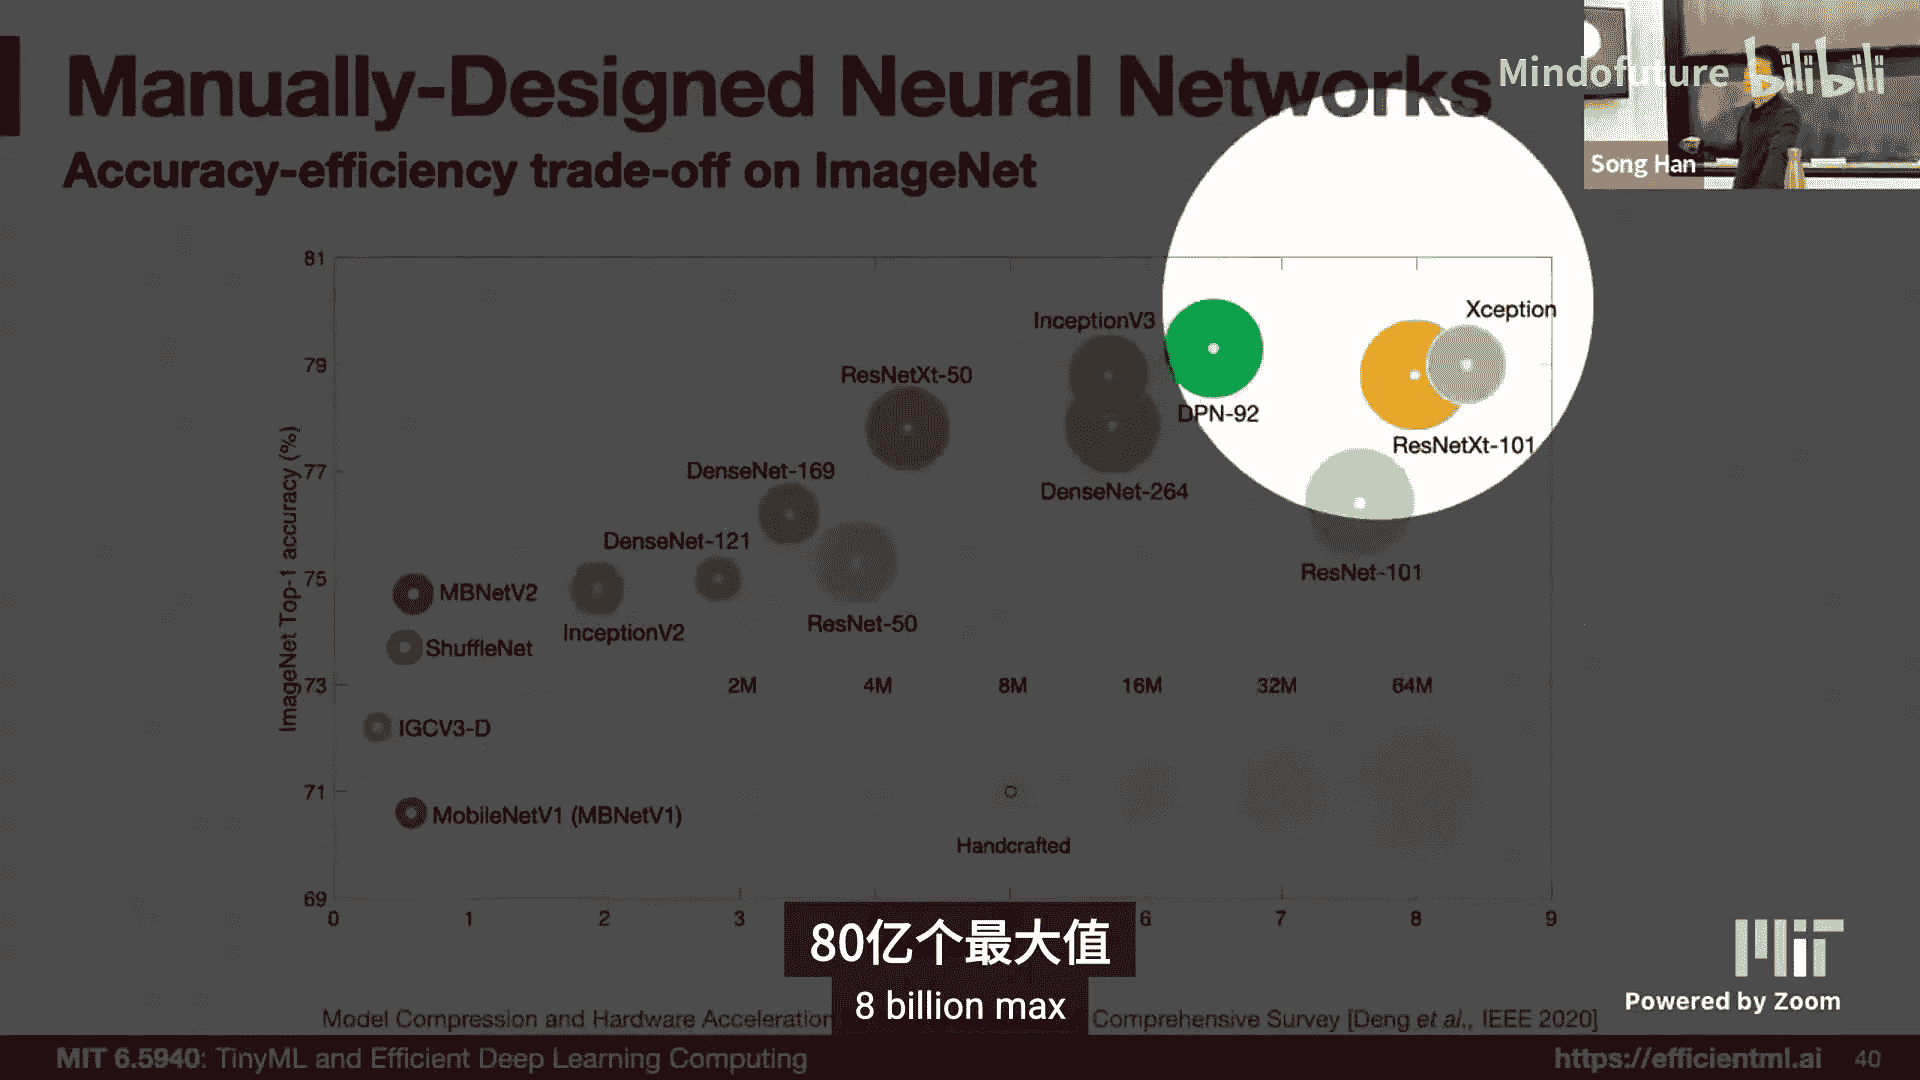 Manually-Designed Neural Networks
Mindofuture bilibili
Accuracy-efficiency trade-off on ImageNet
Song Han
81
79
77
75
73
71
69
ImageNet Top-1 accuracy (%)
Xception
InceptionV3
ResNetXt-50
DPN-92
ResNetXt-101
DenseNet-169
DenseNet-264
DenseNet-121
ResNet-101
MBNetV2
InceptionV2
ResNet-50
ShuffleNet
2M 4M 8M 16M 32M 64M
IGCV3-D
MobileNetV1 (MBNetV1)
Handcrafted
0 1 2 3 6 7 8 9
80亿个最大值
8 billion max
MIT
Powered by Zoom
Model Compression and Hardware Acceleration Comprehensive Survey [Deng et al., IEEE 2020]
MIT 6.5940: TinyML and Efficient Deep Learning Computing
https://efficientml.ai 40